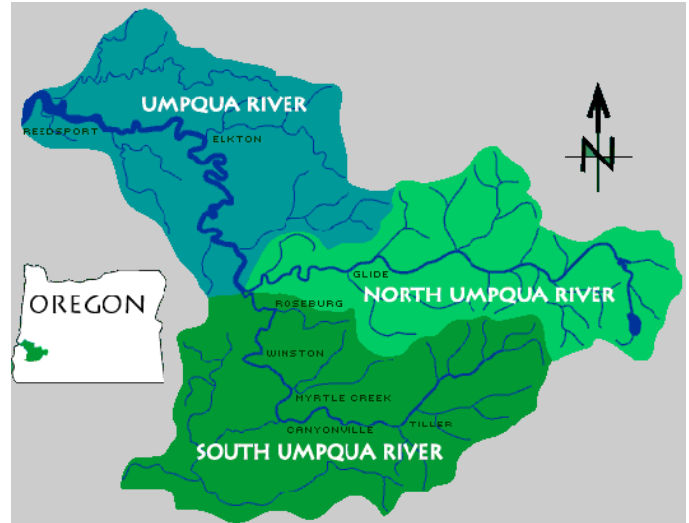 UMPQUA RIVER
REEDSPORT
ELKTON
GLIDE
NORTH UMPQUA RIVER
OREGON
ROSEBURG
WINSTON
MYRTLE CREEK
CANYONVILLE
TILLER
SOUTH UMPQUA RIVER
N